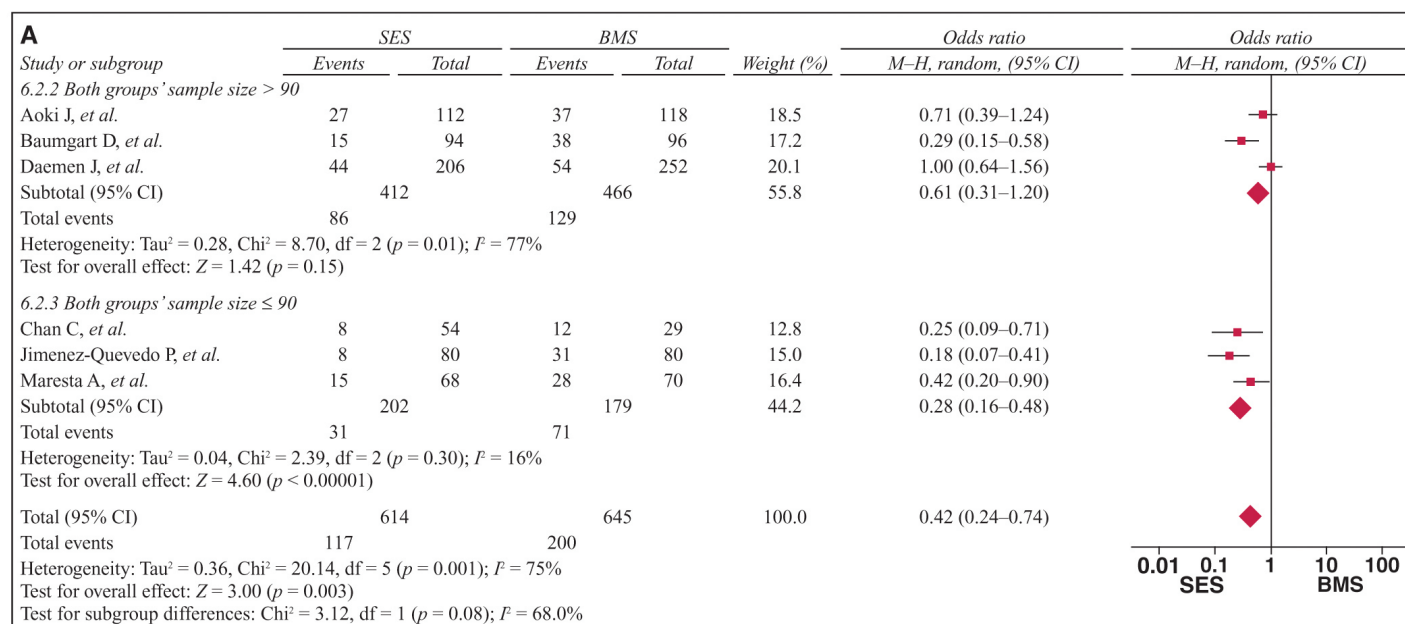 A
SES BMS Odds ratio Odds ratio
Study or subgroup Events Total Events Total Weight (%) M–H, random, (95% CI) M–H, random, (95% CI)
6.2.2 Both groups’ sample size > 90
Aoki J, et al. 27 112 37 118 18.5 0.71 (0.39–1.24)
Baumgart D, et al. 15 94 38 96 17.2 0.29 (0.15–0.58)
Daemen J, et al. 44 206 54 252 20.1 1.00 (0.64–1.56)
Subtotal (95% CI) 412 466 55.8 0.61 (0.31–1.20)
Total events 86 129
Heterogeneity: Tau² = 0.28, Chi² = 8.70, df = 2 (p = 0.01); I² = 77%
Test for overall effect: Z = 1.42 (p = 0.15)
6.2.3 Both groups’ sample size ≤ 90
Chan C, et al. 8 54 12 29 12.8 0.25 (0.09–0.71)
Jimenez-Quevedo P, et al. 8 80 31 80 15.0 0.18 (0.07–0.41)
Maresta A, et al. 15 68 28 70 16.4 0.42 (0.20–0.90)
Subtotal (95% CI) 202 179 44.2 0.28 (0.16–0.48)
Total events 31 71
Heterogeneity: Tau² = 0.04, Chi² = 2.39, df = 2 (p = 0.30); I² = 16%
Test for overall effect: Z = 4.60 (p < 0.00001)
Total (95% CI) 614 645 100.0 0.42 (0.24–0.74)
Total events 117 200
Heterogeneity: Tau² = 0.36, Chi² = 20.14, df = 5 (p = 0.001); I² = 75%
Test for overall effect: Z = 3.00 (p = 0.003)
Test for subgroup differences: Chi² = 3.12, df = 1 (p = 0.08); I² = 68.0%
0.01 0.1 1 10 100
SES BMS